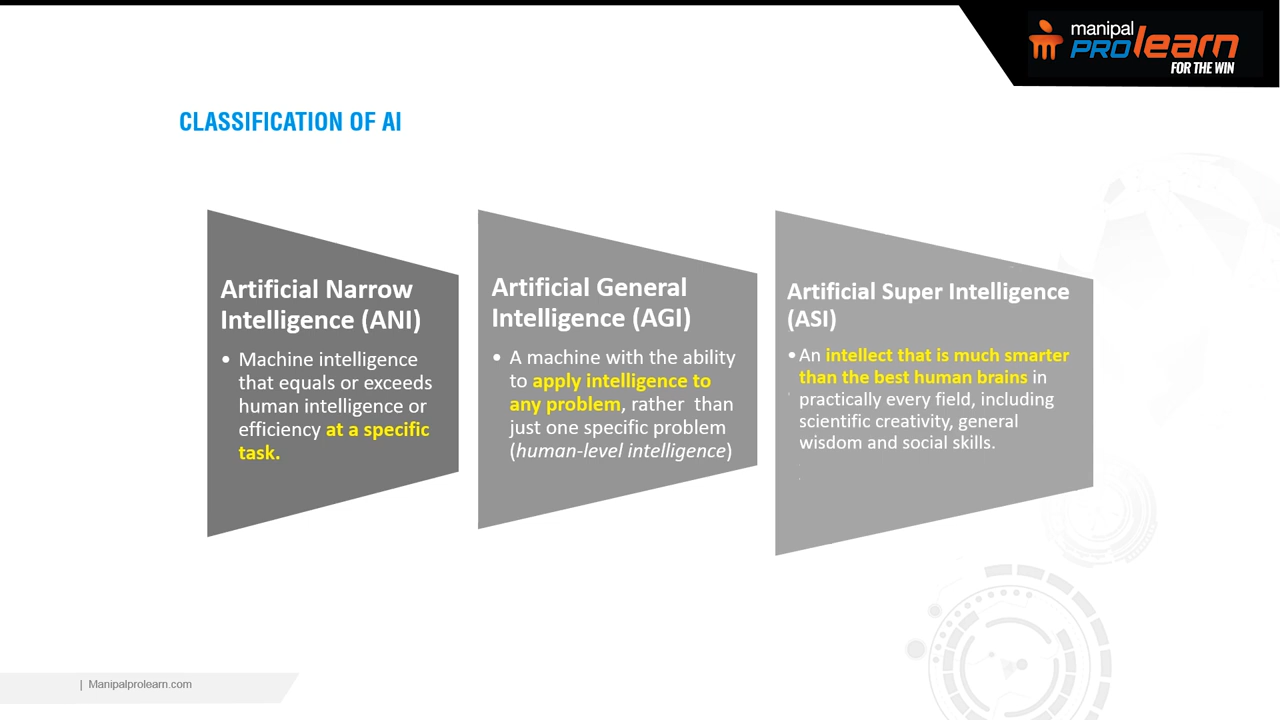 manipal
PROlearn
FOR THE WIN
CLASSIFICATION OF AI
Artificial Narrow
Intelligence (ANI)
• Machine intelligence
that equals or exceeds
human intelligence or
efficiency at a specific
task.
Artificial General
Intelligence (AGI)
• A machine with the ability
to apply intelligence to
any problem, rather than
just one specific problem
(human-level intelligence)
Artificial Super Intelligence
(ASI)
• An intellect that is much smarter
than the best human brains in
practically every field, including
scientific creativity, general
wisdom and social skills.
| Manipalprolearn.com